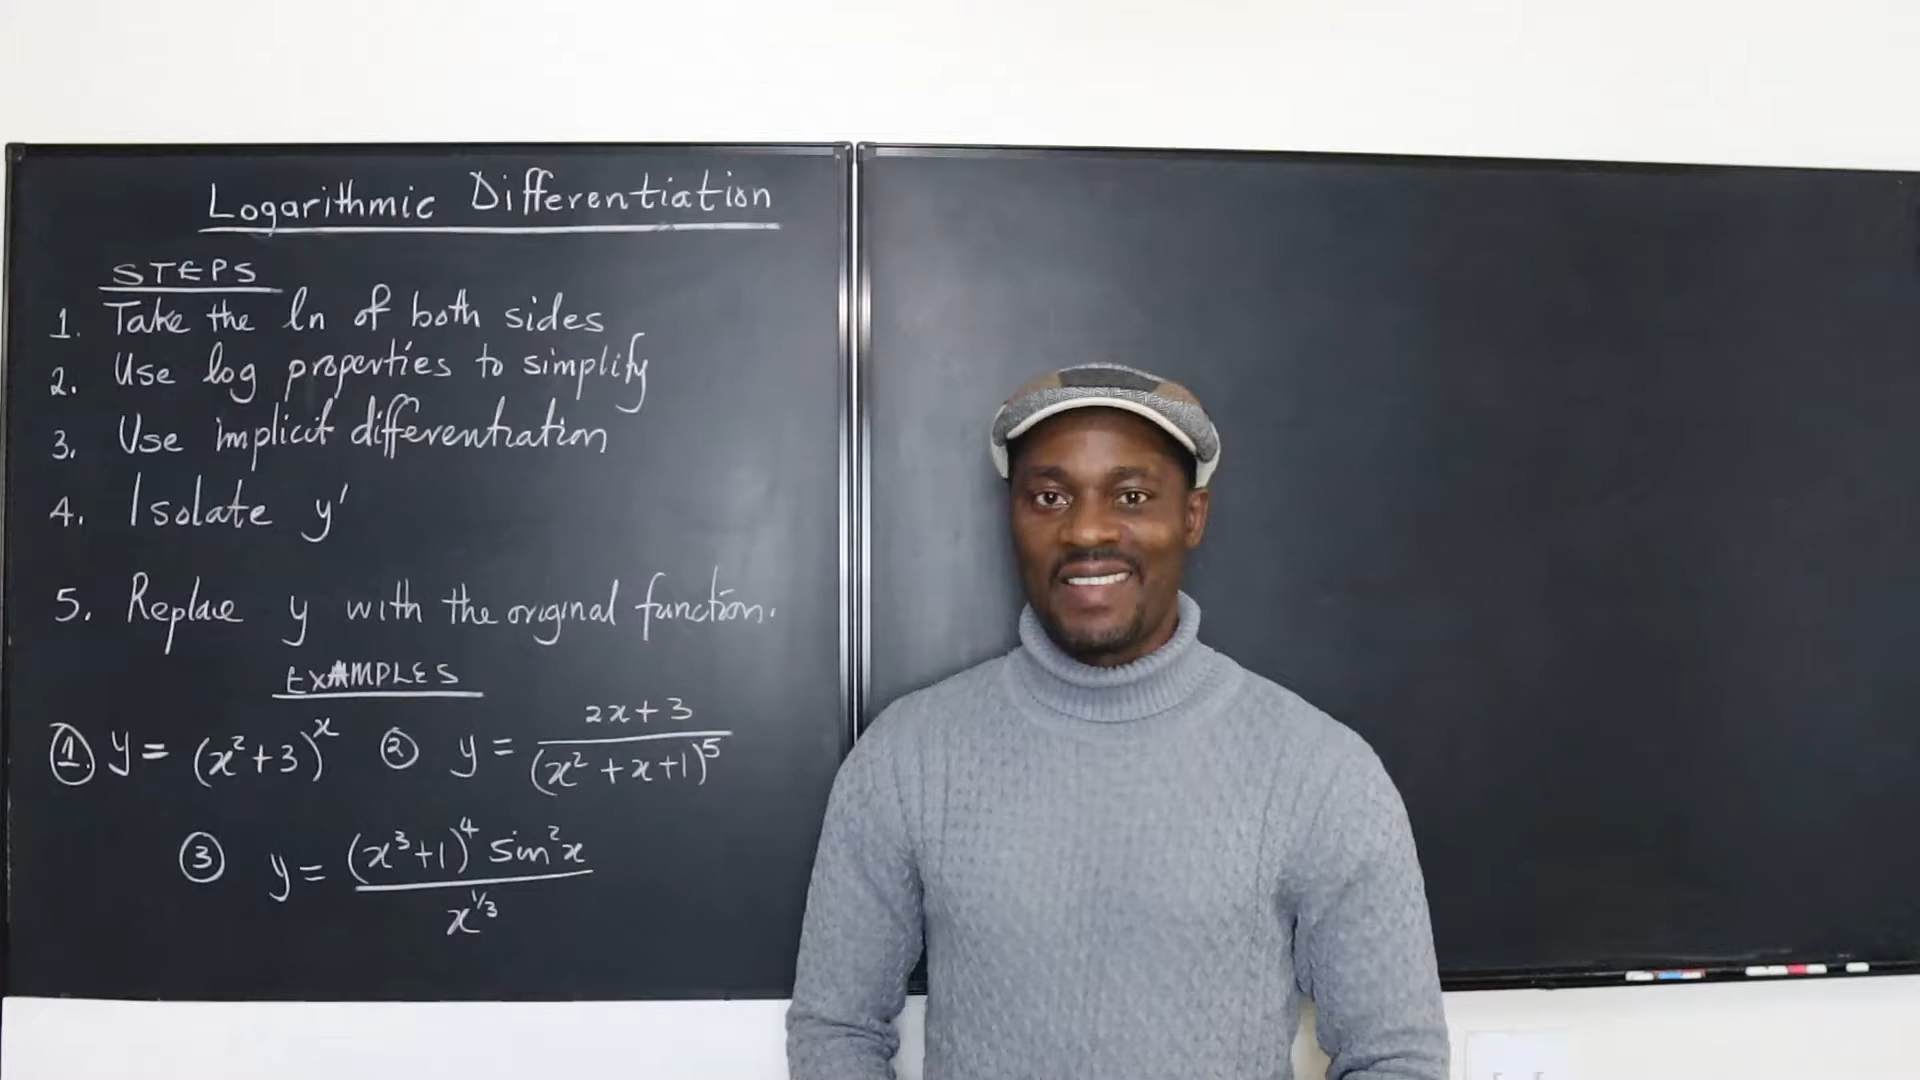 Logarithmic Differentiation
STEPS
1. Take the ln of both sides
2. Use log properties to simplify
3. Use implicit differentiation
4. Isolate y'
5. Replace y with the original function.
EXAMPLES
① y = (x²+3)ˣ ② y = (2x+3)/(x²+x+1)⁵
③ y = ((x³+1)⁴ sin²x)/x^(1/3)